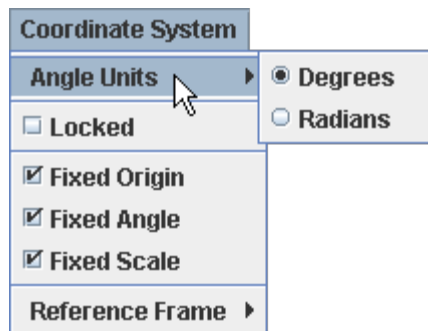 Coordinate System
Angle Units
Degrees
Radians
Locked
Fixed Origin
Fixed Angle
Fixed Scale
Reference Frame